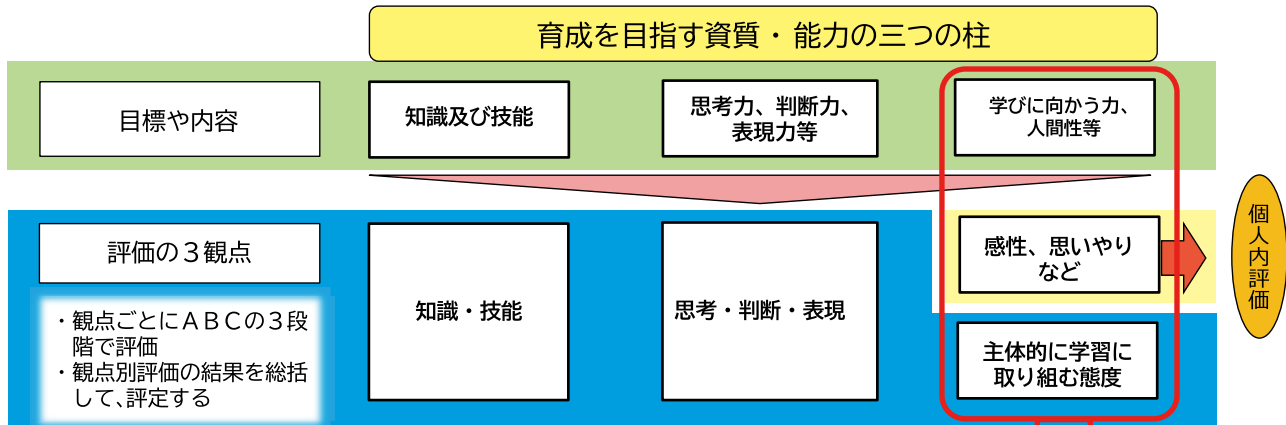 育成を目指す資質・能力の三つの柱
目標や内容
知識及び技能
思考力、判断力、
表現力等
学びに向かう力、
人間性等
評価の３観点
・観点ごとにＡＢＣの３段
階で評価
・観点別評価の結果を総括
して、評定する
知識・技能
思考・判断・表現
感性、思いやり
など
主体的に学習に
取り組む態度
個人内評価